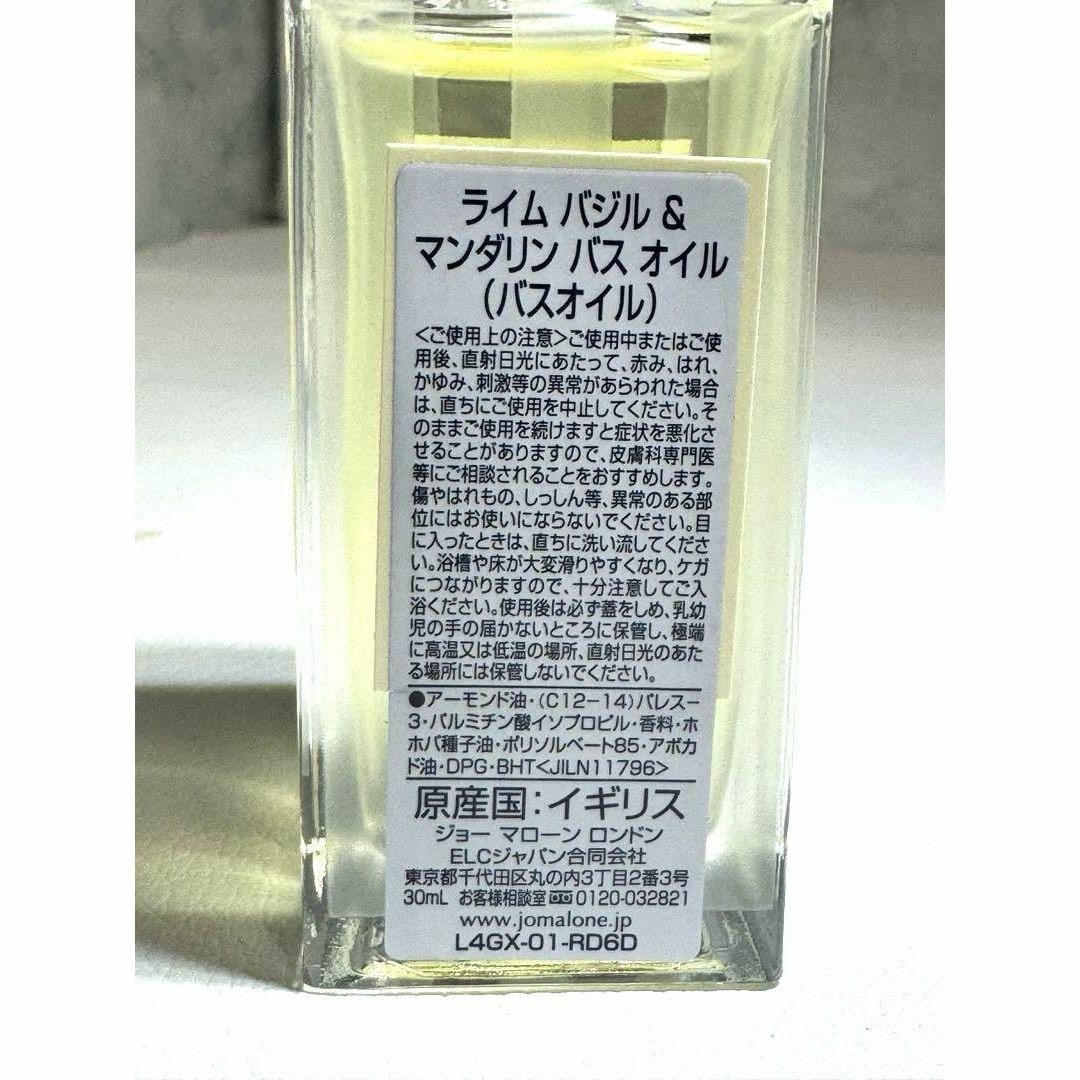 ライム バジル &
マンダリン バス オイル
(バスオイル)
<ご使用上の注意>ご使用中またはご使
用後、直射日光にあたって、赤み、はれ、
かゆみ、刺激等の異常があらわれた場合
は、直ちにご使用を中止してください。そ
のままご使用を続けますと症状を悪化さ
せることがありますので、皮膚科専門医
等にご相談されることをおすすめします。
傷やはれもの、しっしん等、異常のある部
位にはお使いにならないでください。目
に入ったときは、直ちに洗い流してくださ
い。浴槽や床が大変滑りやすくなり、ケガ
につながりますので、十分注意してご入
浴ください。使用後は必ず蓋をしめ、乳幼
児の手の届かないところに保管し、極端
に高温又は低温の場所、直射日光のあた
る場所には保管しないでください。
●アーモンド油・(C12-14)パレス-
3・パルミチン酸イソプロピル・香料・ホ
ホバ種子油・ポリソルベート85・アボカ
ド油・DPG・BHT<JILN11796>
原産国:イギリス
ジョー マローン ロンドン
ELCジャパン合同会社
東京都千代田区丸の内3丁目2番3号
30mL お客様相談室 0120-032821
www.jomalone.jp
L4GX-01-RD6D